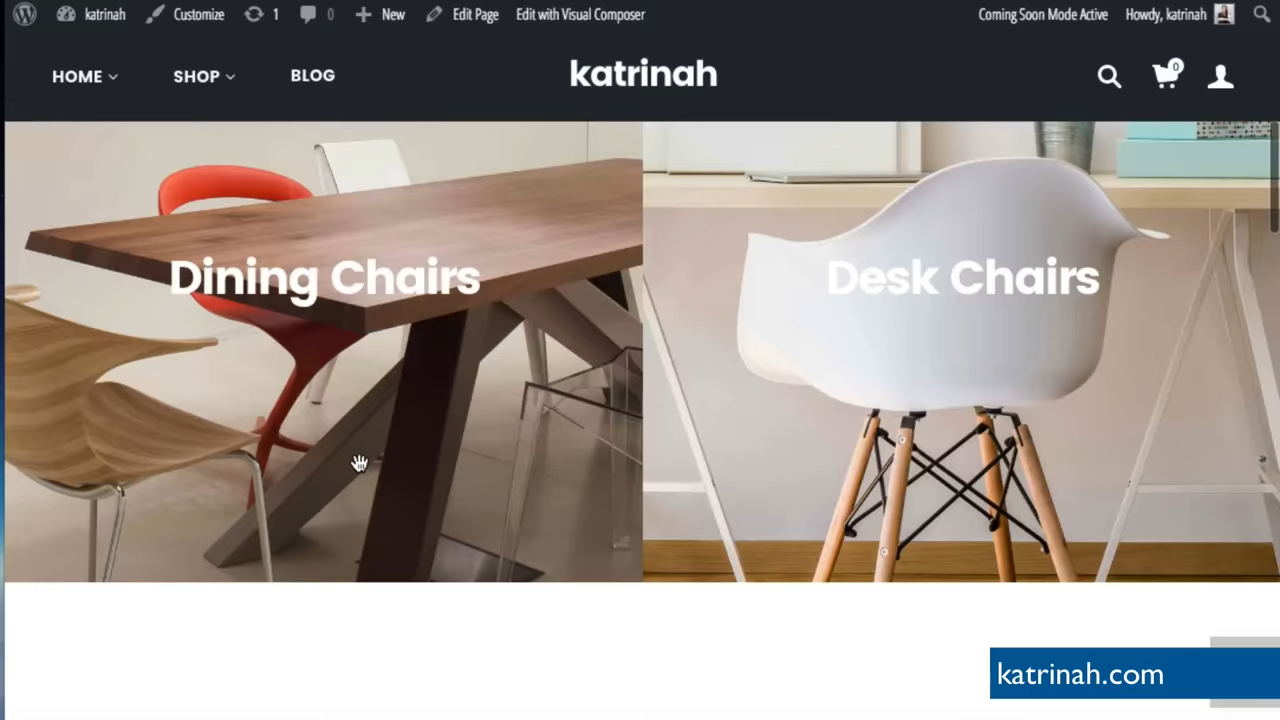 katrinah Customize 1 0 New Edit Page Edit with Visual Composer Coming Soon Mode Active Howdy, katrinah
HOME SHOP BLOG katrinah 0
Dining Chairs Desk Chairs
katrinah.com